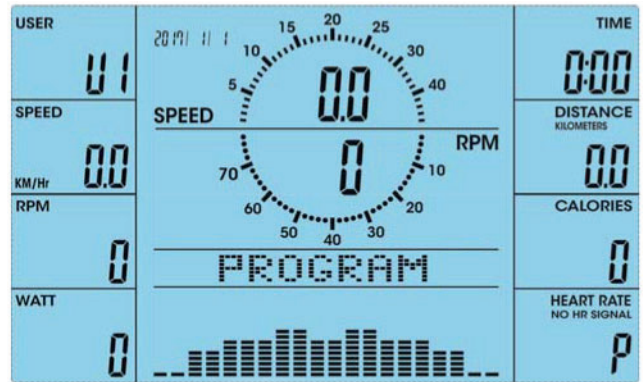 USER
U1
SPEED
KM/Hr 0.0
RPM
0
WATT
0
2017/ 1/ 1
5 10 15 20 25 30 40
SPEED
0.0
RPM
0
70 60 50 40 30 20 10
PROGRAM
TIME
0:00
DISTANCE
KILOMETERS
0.0
CALORIES
0
HEART RATE
NO HR SIGNAL
P